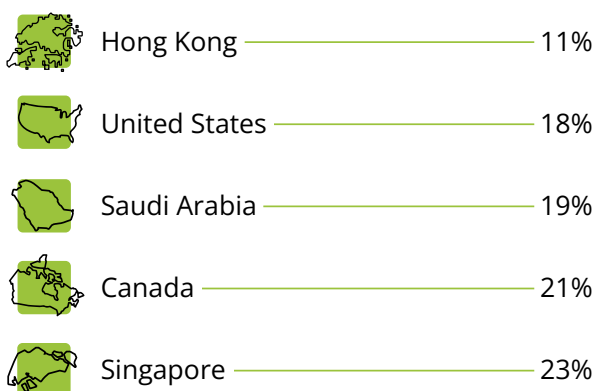 Hong Kong 11%
United States 18%
Saudi Arabia 19%
Canada 21%
Singapore 23%